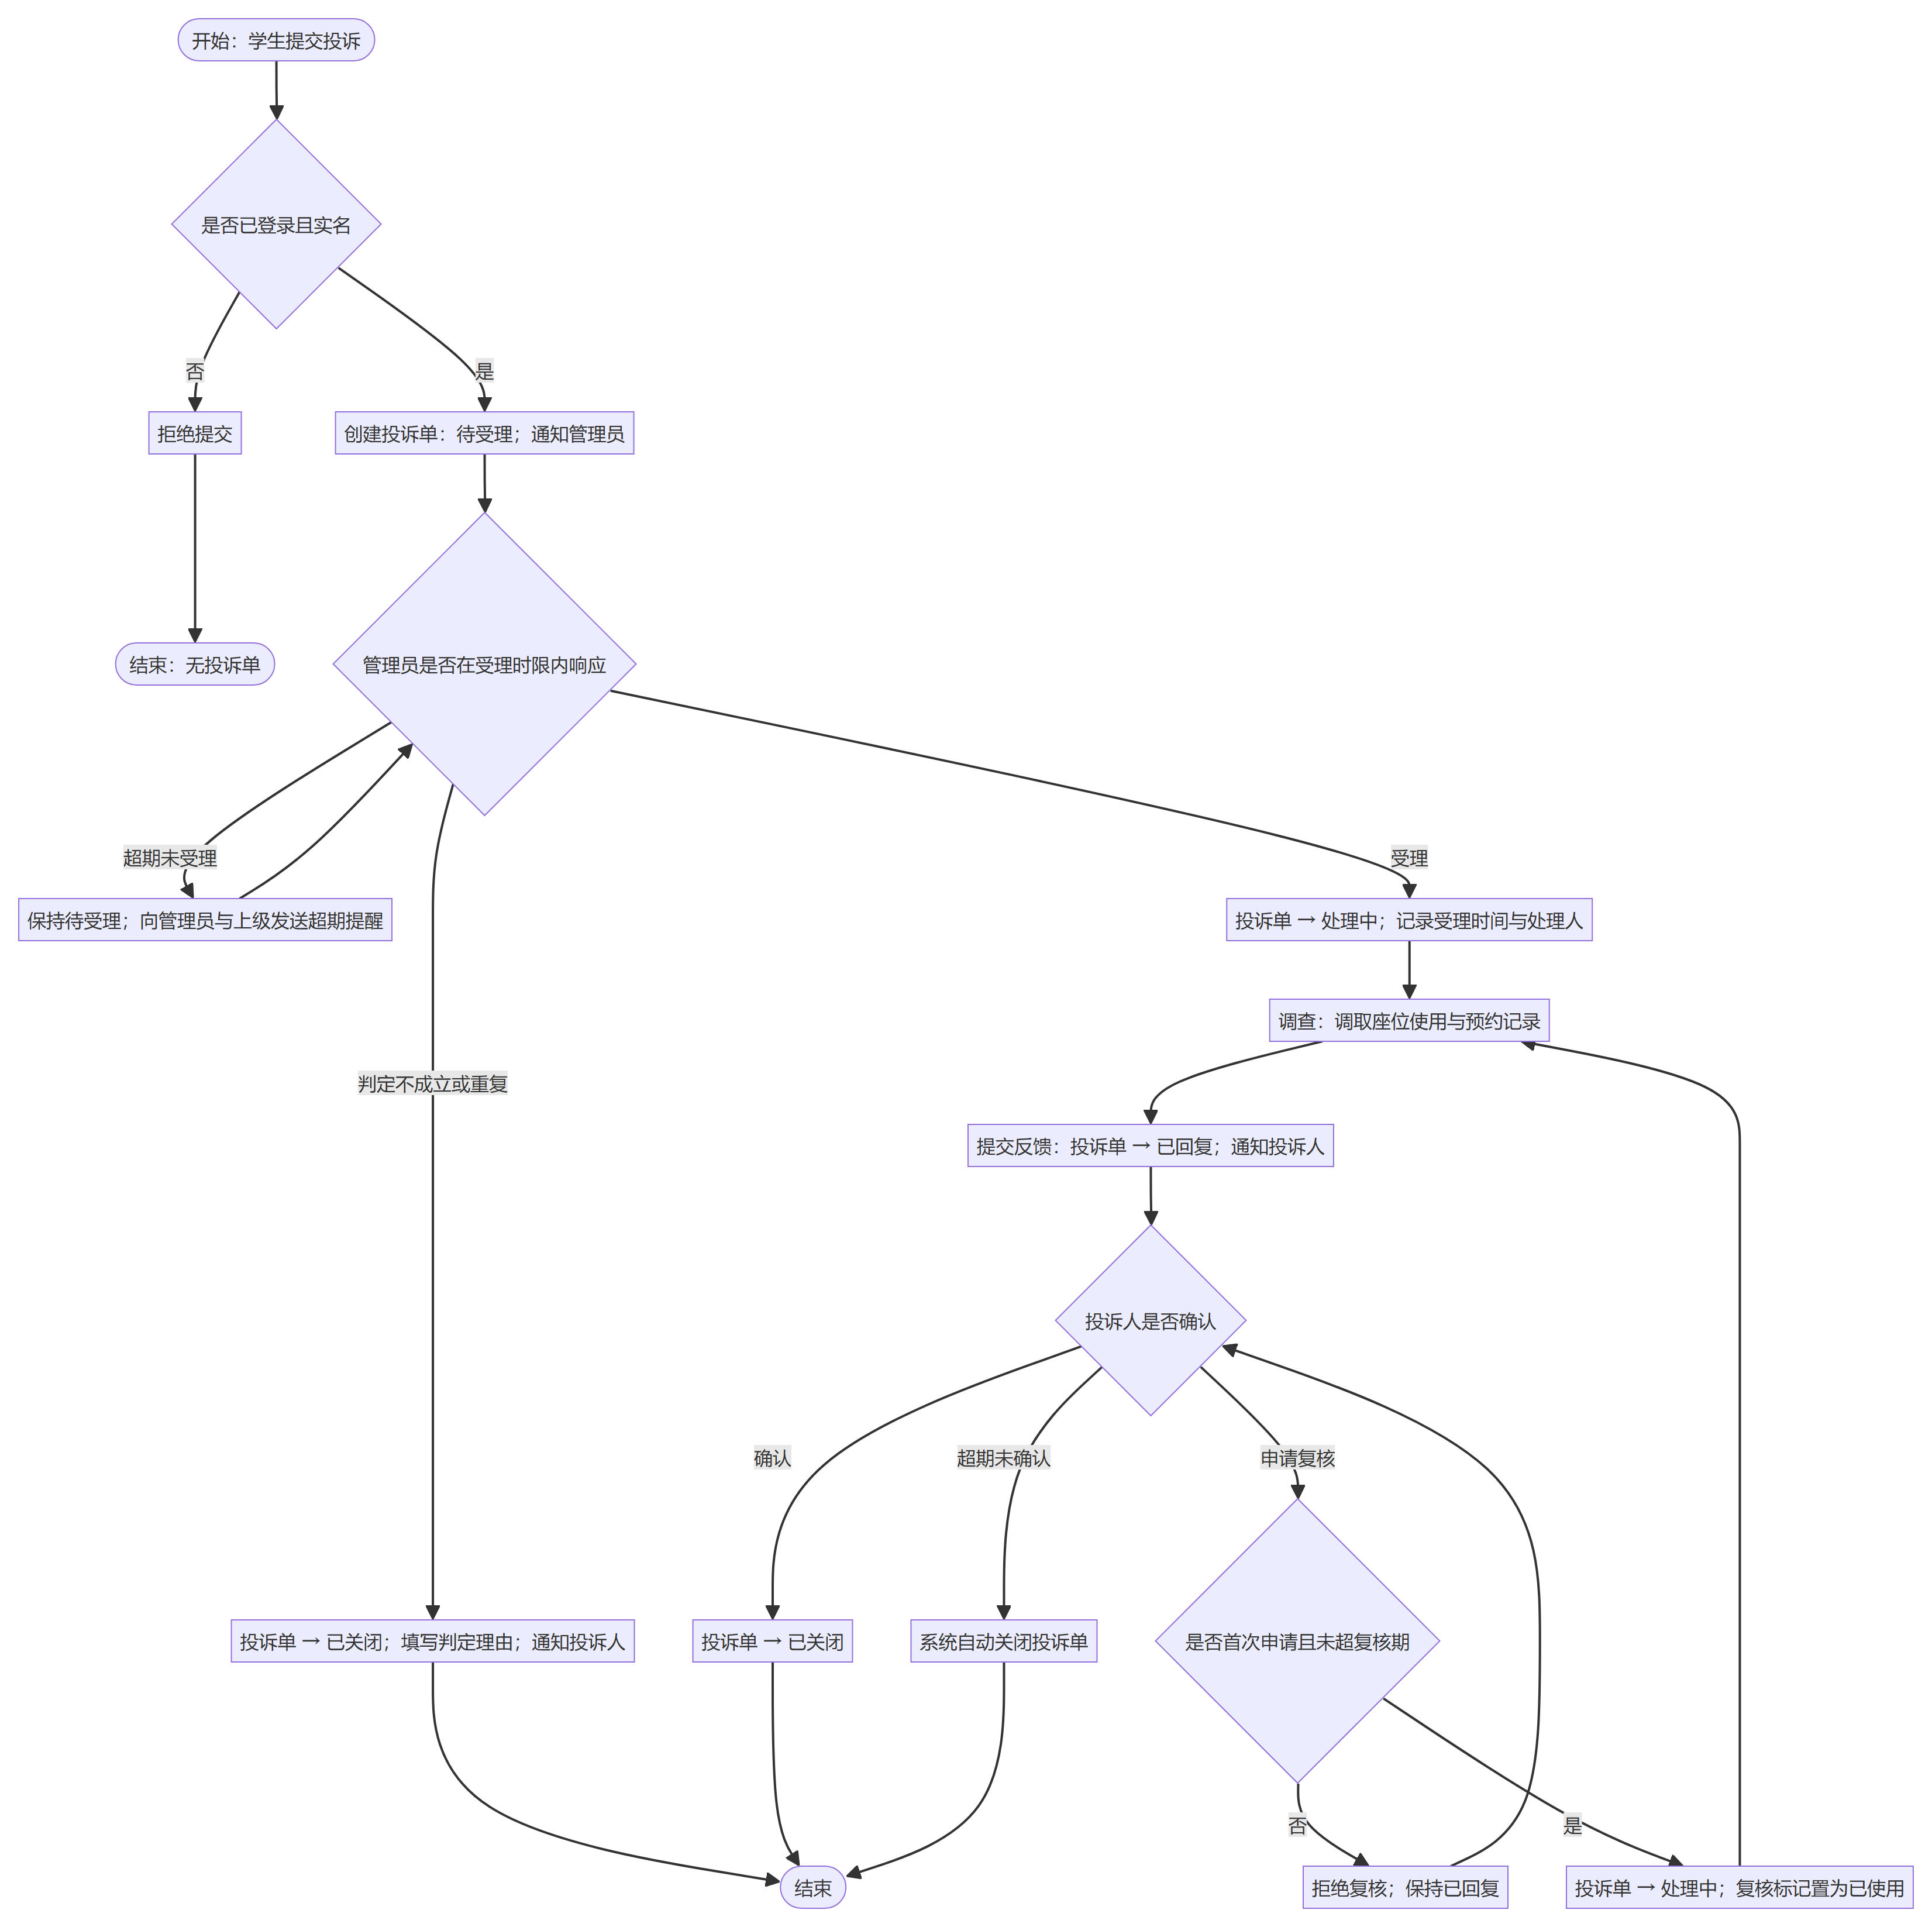 开始：学生提交投诉
是否已登录且实名
否
是
拒绝提交
创建投诉单：待受理；通知管理员
结束：无投诉单
管理员是否在受理时限内响应
超期未受理
受理
保持待受理；向管理员与上级发送超期提醒
投诉单 → 处理中；记录受理时间与处理人
调查：调取座位使用与预约记录
判定不成立或重复
提交反馈：投诉单 → 已回复；通知投诉人
投诉人是否确认
确认
超期未确认
申请复核
投诉单 → 已关闭；填写判定理由；通知投诉人
投诉单 → 已关闭
系统自动关闭投诉单
是否首次申请且未超复核期
否
是
结束
拒绝复核；保持已回复
投诉单 → 处理中；复核标记置为已使用